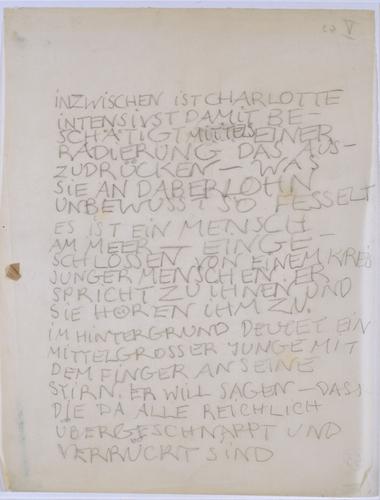 INZWISCHEN IST CHARLOTTE
INTENSIVST DAMIT BE-
SCHÄTIGT MITTELS EINER
RADIERUNG DAS AUS-
ZUDRÜCKEN – WAS
SIE AN DABERLOHN
UNBEWUSST SO FESSELT
ES IST EIN MENSCH
AM MEER – EINGE-
SCHLOSSEN VON EINEM KREIS
JUNGER MENSCHEN. ER
SPRICHT ZU IHNEN UND
SIE HÖREN IHM ZU.
IM HINTERGRUND DEUTET EIN
MITTELGROSSER JUNGE MIT
DEM FINGER AN SEINE
STIRN. ER WILL SAGEN – DASS
DIE DA ALLE REICHLICH
ÜBERGESCHNAPPT UND
VERRÜCKT SIND